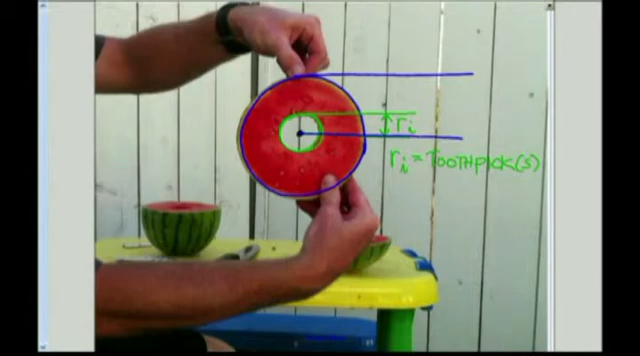 rᵢ
rᵢ = TOOTHPICK(S)